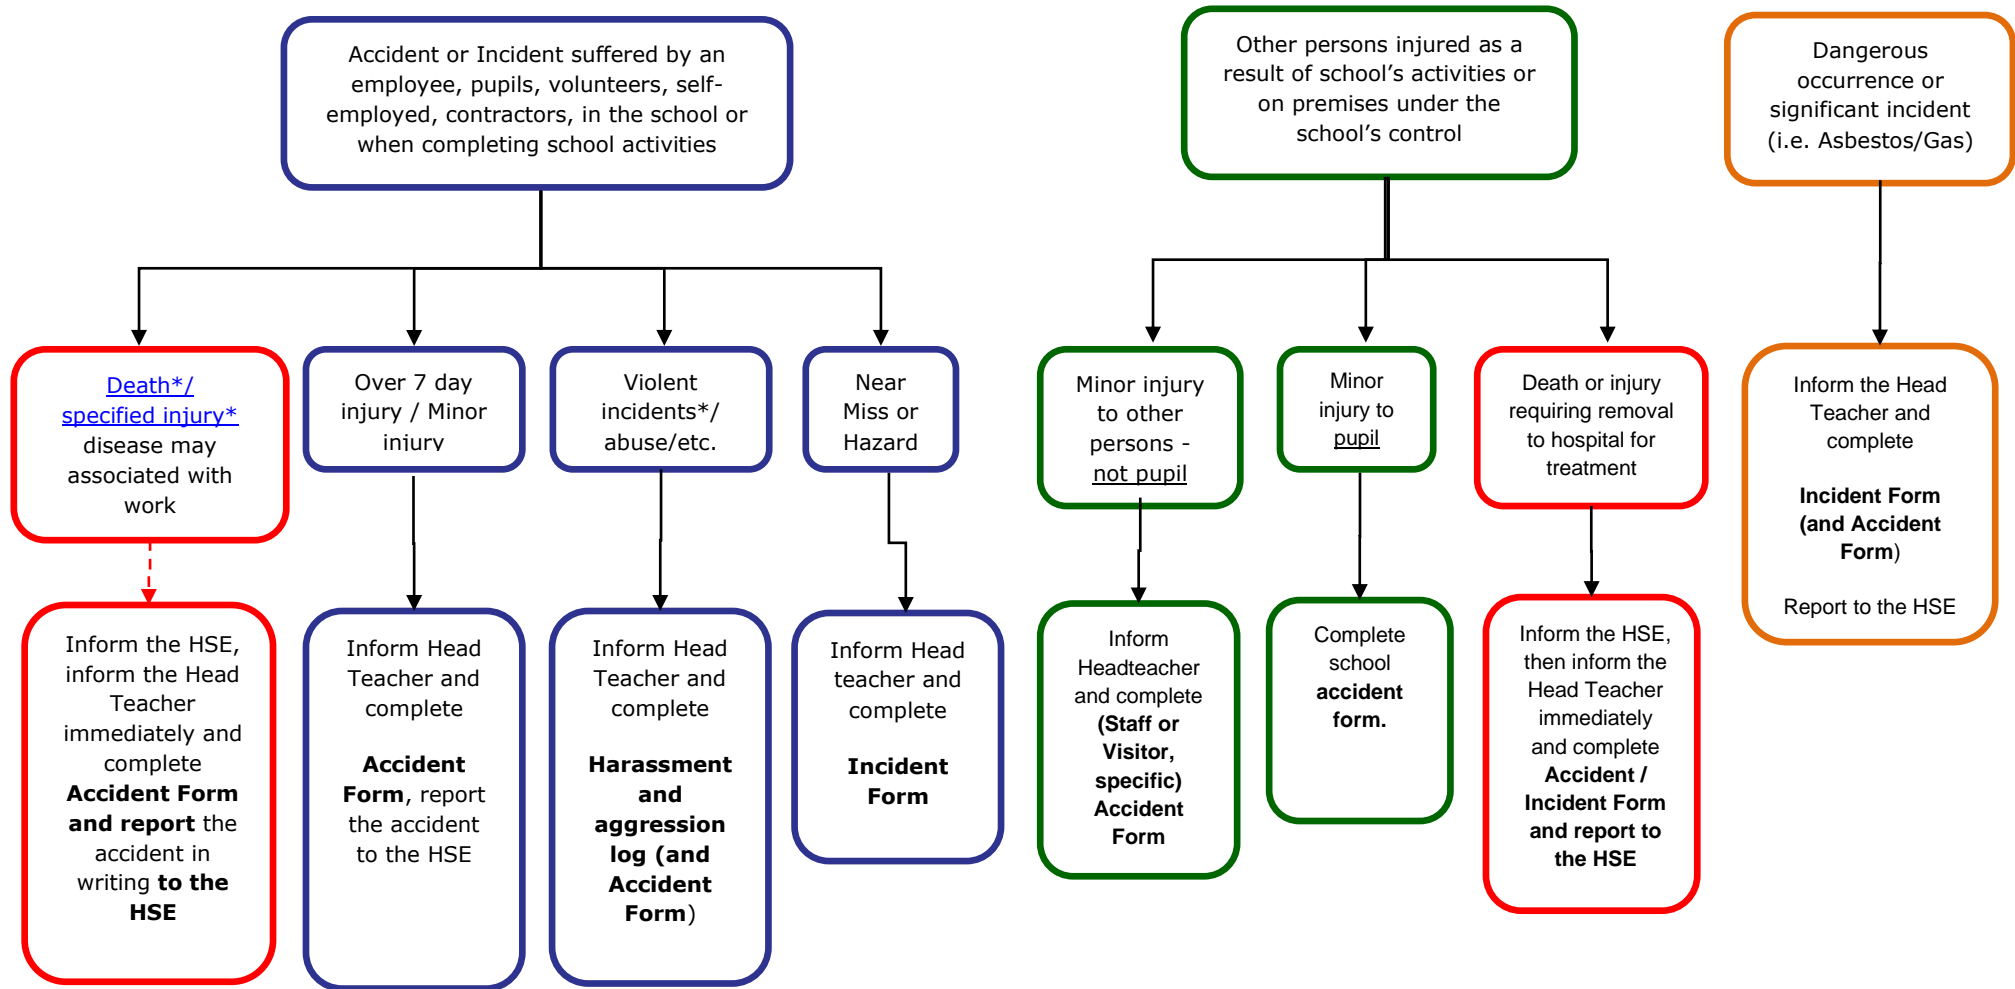 Accident or Incident suffered by an
employee, pupils, volunteers, self-
employed, contractors, in the school or
when completing school activities
Other persons injured as a
result of school's activities or
on premises under the
school's control
Dangerous
occurrence or
significant incident
(i.e. Asbestos/Gas)
Death*/
specified injury*
disease may
associated with
work
Over 7 day
injury / Minor
injury
Violent
incidents*/
abuse/etc.
Near
Miss or
Hazard
Minor injury
to other
persons -
not pupil
Minor
injury to
pupil
Death or injury
requiring removal
to hospital for
treatment
Inform the Head
Teacher and
complete
Incident Form
(and Accident
Form)
Report to the HSE
Inform the HSE,
inform the Head
Teacher
immediately and
complete
Accident Form
and report the
accident in
writing to the
HSE
Inform Head
Teacher and
complete
Accident
Form, report
the accident
to the HSE
Inform Head
Teacher and
complete
Harassment
and
aggression
log (and
Accident
Form)
Inform Head
teacher and
complete
Incident
Form
Inform
Headteacher
and complete
(Staff or
Visitor,
specific)
Accident
Form
Complete
school
accident
form.
Inform the HSE,
then inform the
Head Teacher
immediately
and complete
Accident /
Incident Form
and report to
the HSE